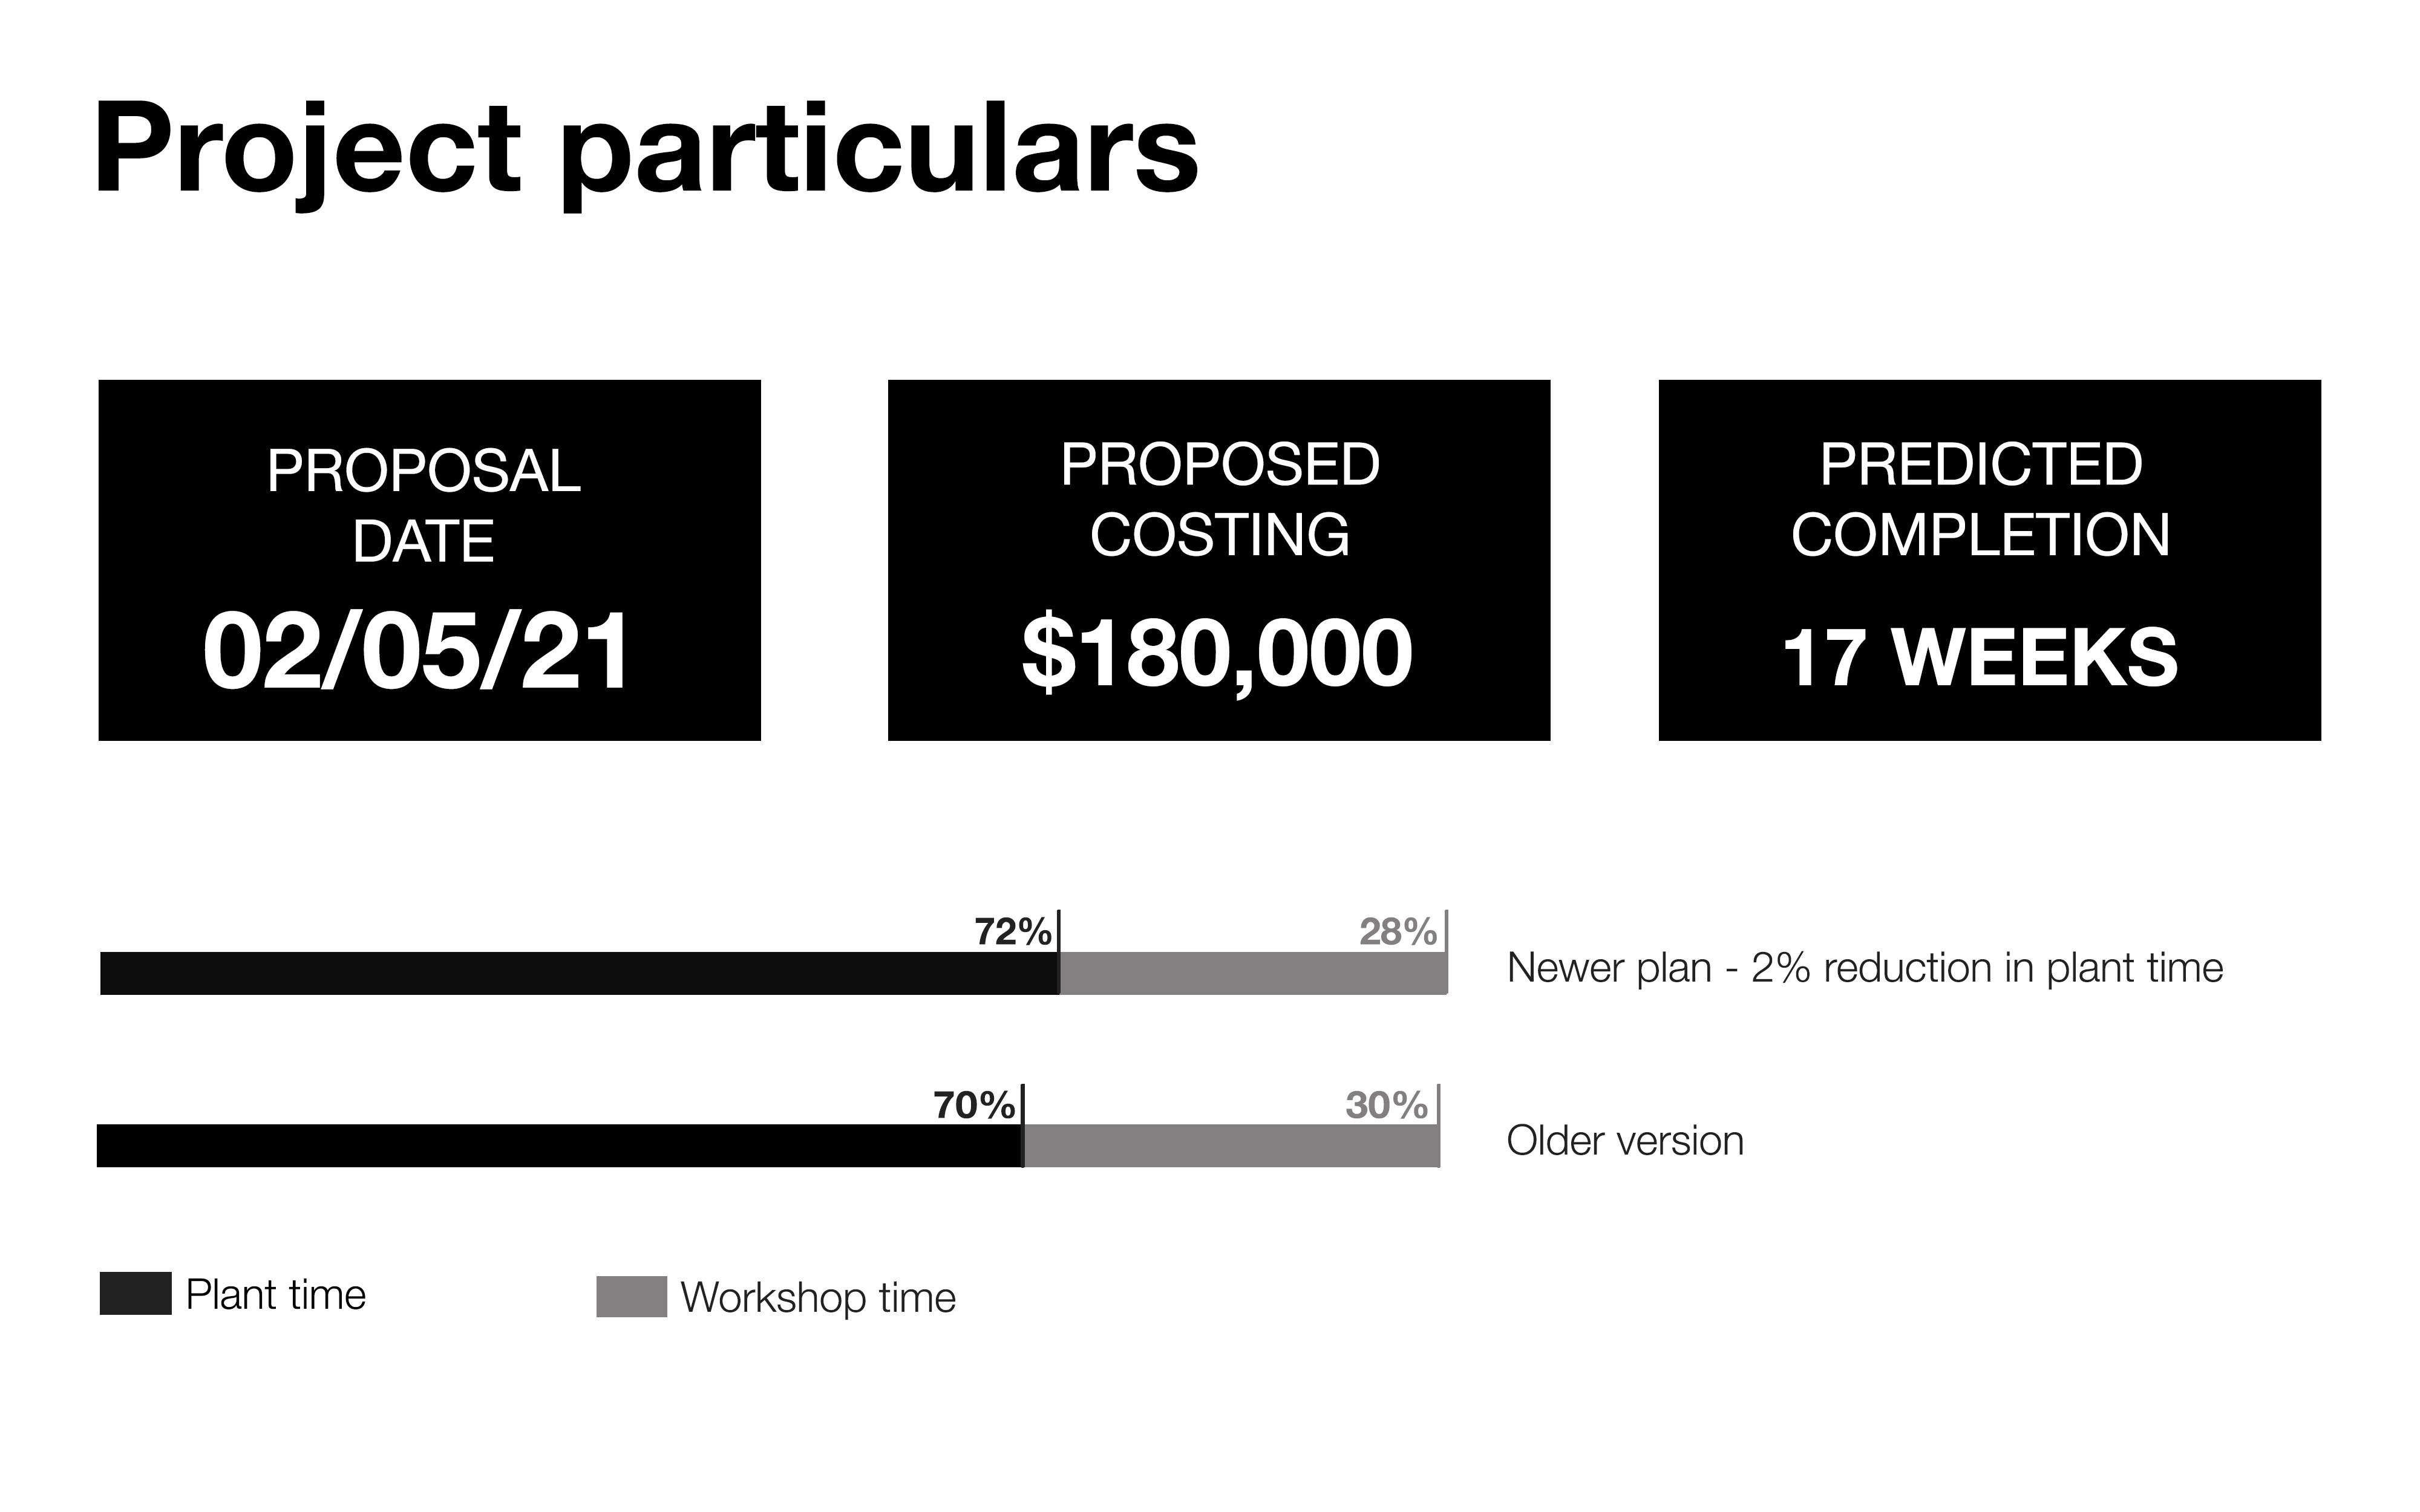 Project particulars
PROPOSAL
DATE
02/05/21
PROPOSED
COSTING
$180,000
PREDICTED
COMPLETION
17 WEEKS
72%
28%
Newer plan - 2% reduction in plant time
70%
30%
Older version
Plant time
Workshop time